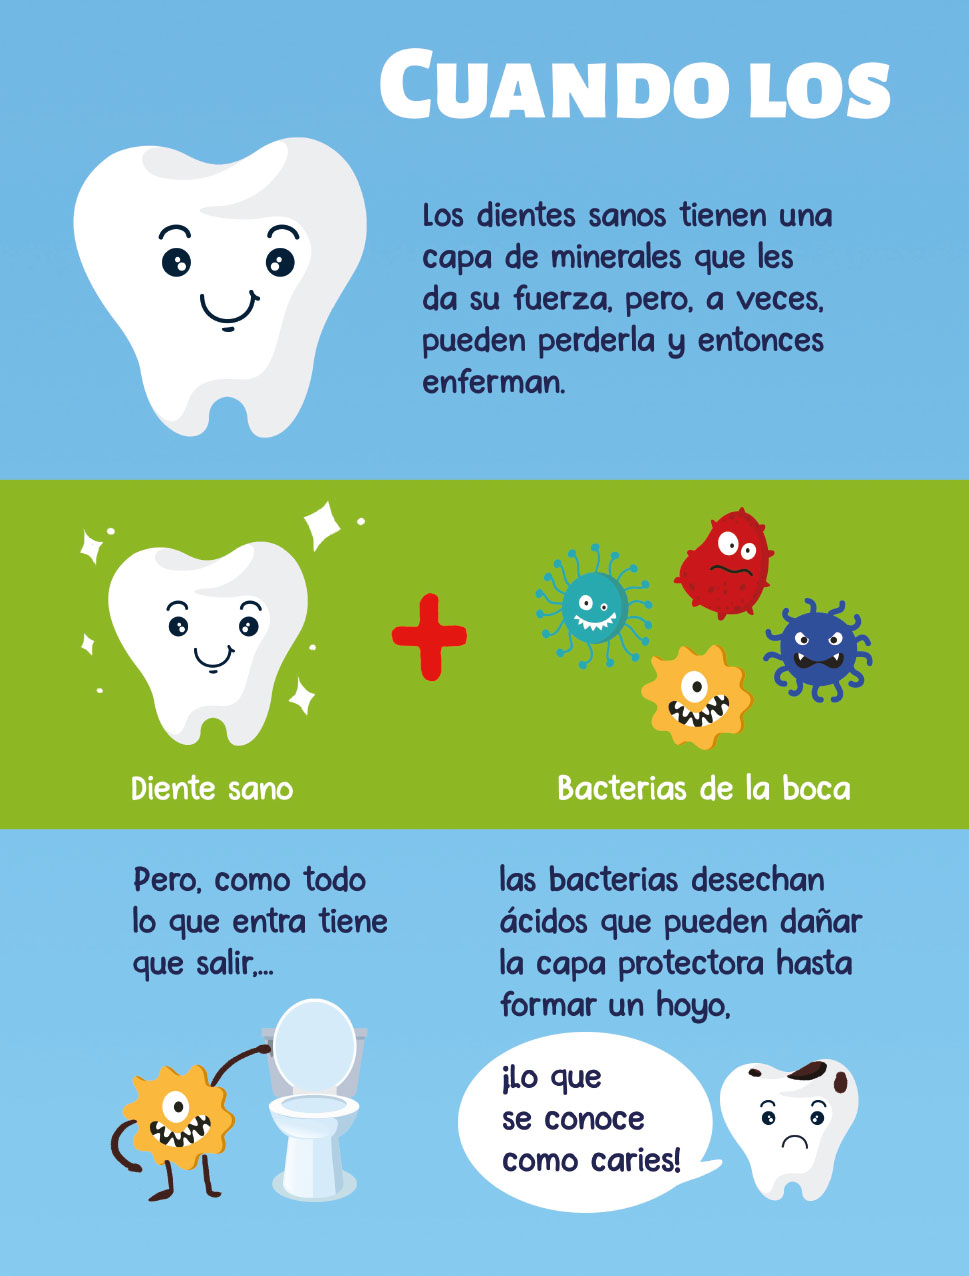 Cuando los
Los dientes sanos tienen una
capa de minerales que les
da su fuerza, pero, a veces,
pueden perderla y entonces
enferman.
Diente sano
Bacterias de la boca
Pero, como todo
lo que entra tiene
que salir,...
las bacterias desechan
ácidos que pueden dañar
la capa protectora hasta
formar un hoyo,
¡Lo que
se conoce
como caries!